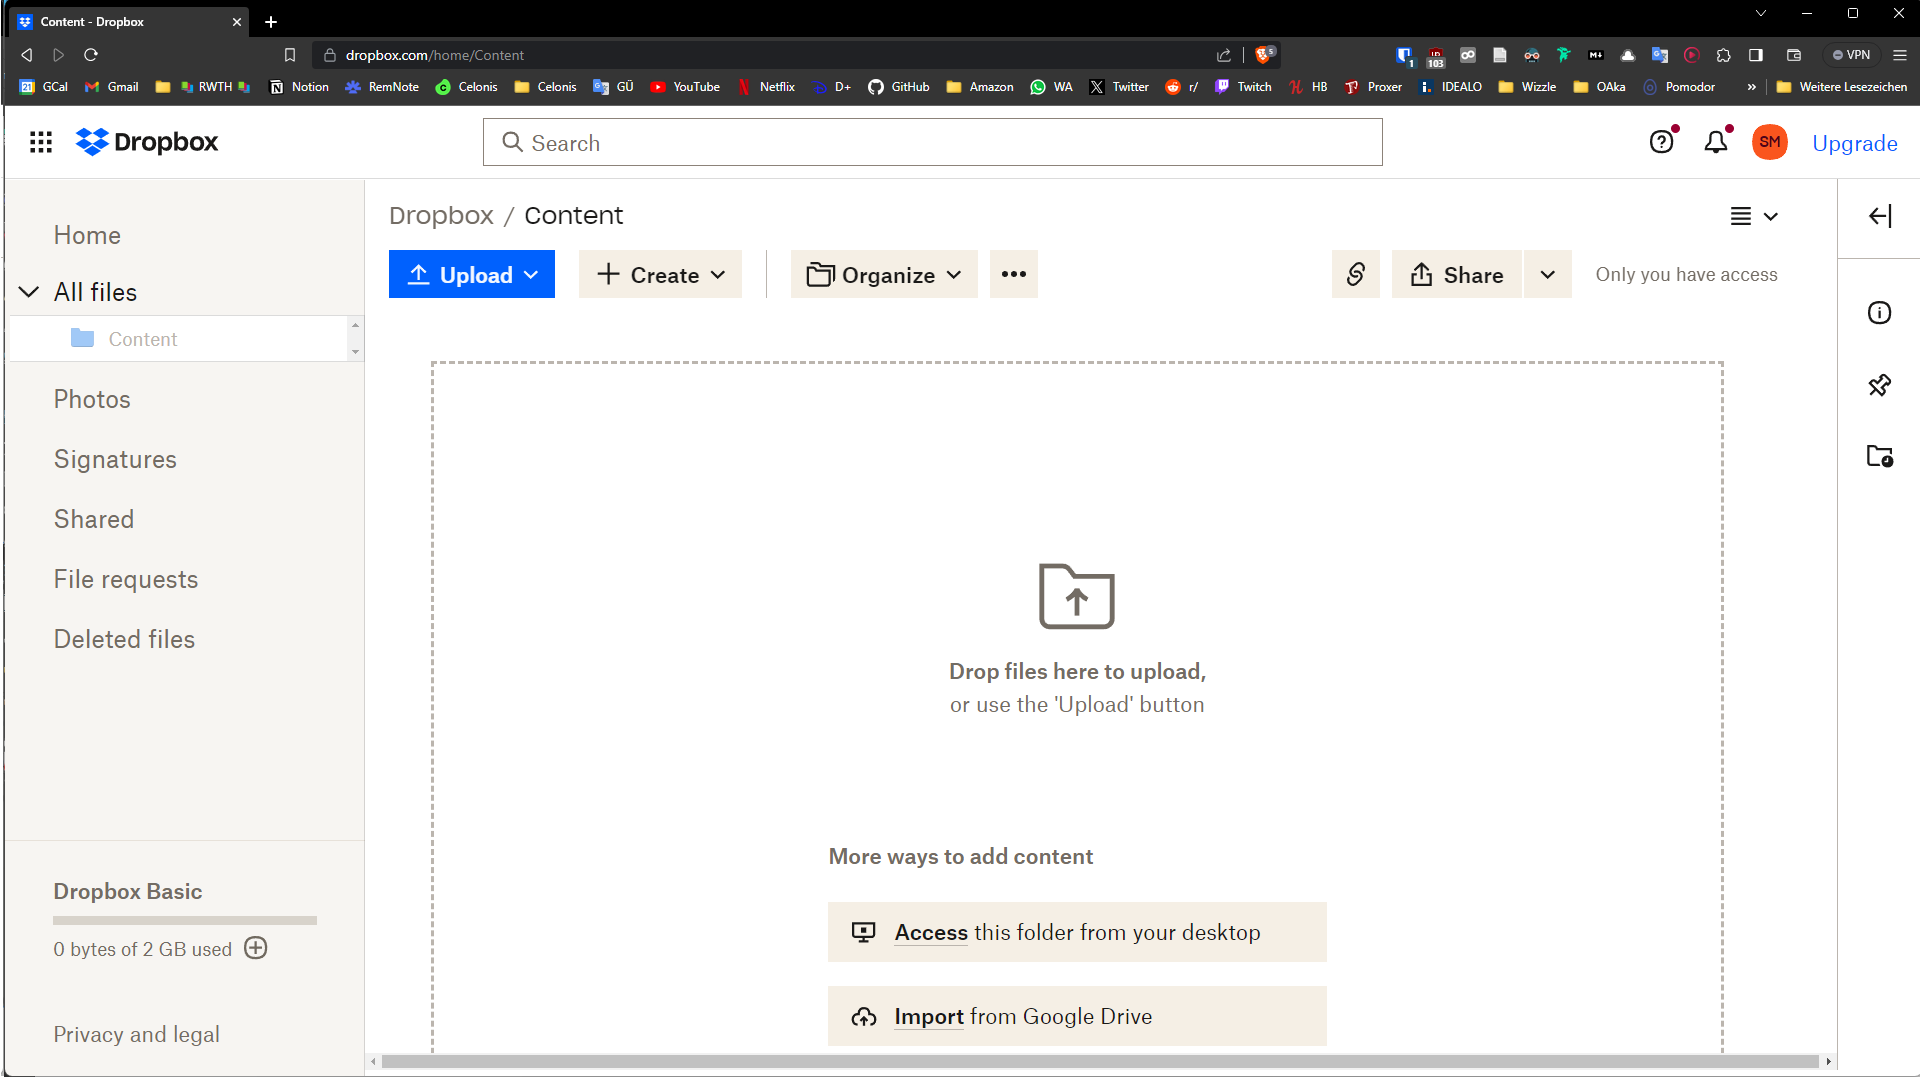 Content - Dropbox
dropbox.com/home/Content
5
1
103
VPN
21 GCal
Gmail
RWTH
Notion
RemNote
Celonis
Celonis
GÜ
YouTube
Netflix
D+
GitHub
Amazon
WA
Twitter
r/
Twitch
HB
Proxer
IDEALO
Wizzle
OAka
Pomodor
»
Weitere Lesezeichen
Dropbox
Search
SM
Upgrade
Home
All files
Content
Photos
Signatures
Shared
File requests
Deleted files
Dropbox Basic
0 bytes of 2 GB used
Privacy and legal
Dropbox / Content
Upload
Create
Organize
Share
Only you have access
Drop files here to upload,
or use the 'Upload' button
More ways to add content
Access this folder from your desktop
Import from Google Drive